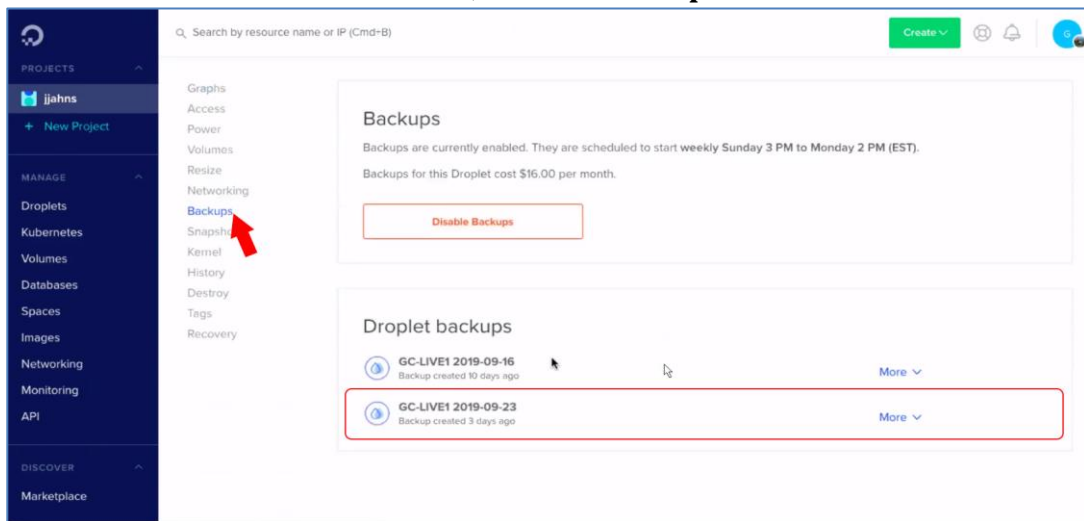 Search by resource name or IP (Cmd+B)
Create
G
PROJECTS
jjahns
+ New Project
MANAGE
Droplets
Kubernetes
Volumes
Databases
Spaces
Images
Networking
Monitoring
API
DISCOVER
Marketplace
Graphs
Access
Power
Volumes
Resize
Networking
Backups
Kernel
History
Destroy
Tags
Recovery
Backups
Backups are currently enabled. They are scheduled to start weekly Sunday 3 PM to Monday 2 PM (EST).
Backups for this Droplet cost $16.00 per month.
Disable Backups
Droplet backups
GC-LIVE1 2019-09-16
Backup created 10 days ago
More
GC-LIVE1 2019-09-23
Backup created 3 days ago
More